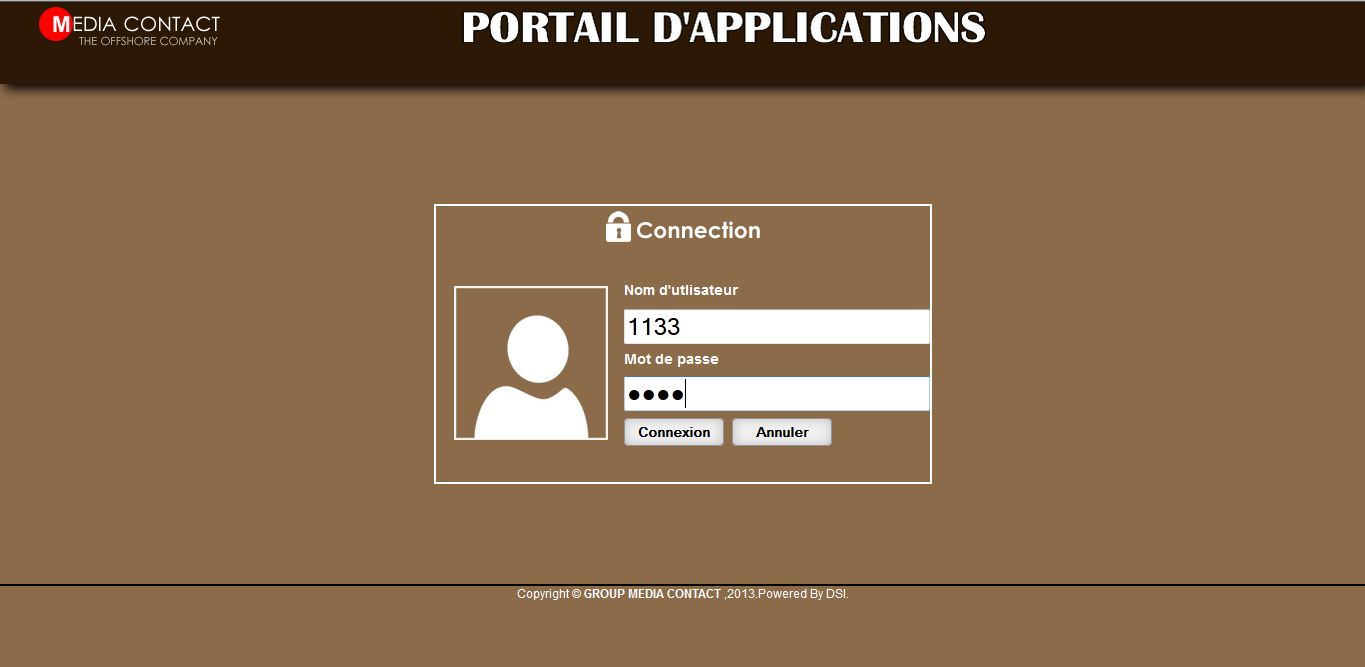 MEDIA CONTACT
THE OFFSHORE COMPANY
PORTAIL D'APPLICATIONS
Connection
Nom d'utlisateur
1133
Mot de passe
••••
Connexion Annuler
Copyright © GROUP MEDIA CONTACT ,2013.Powered By DSI.